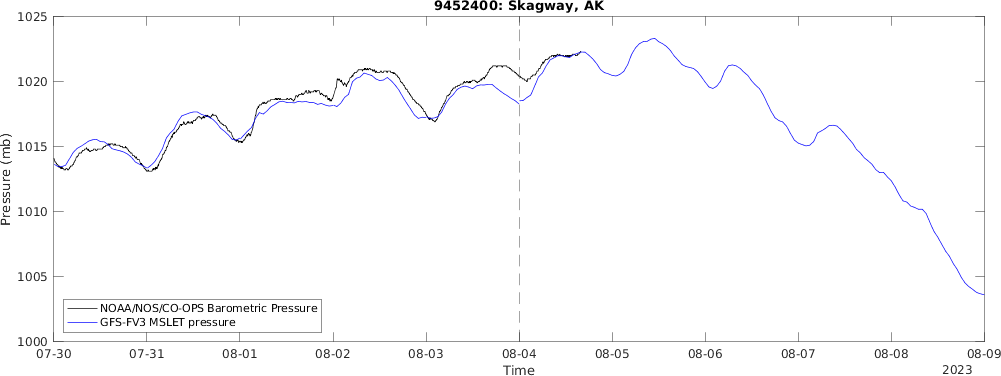 9452400: Skagway, AK
Pressure (mb)
1025
1020
1015
1010
1005
1000
NOAA/NOS/CO-OPS Barometric Pressure
GFS-FV3 MSLET pressure
07-30 07-31 08-01 08-02 08-03 08-04 08-05 08-06 08-07 08-08 08-09
Time
2023